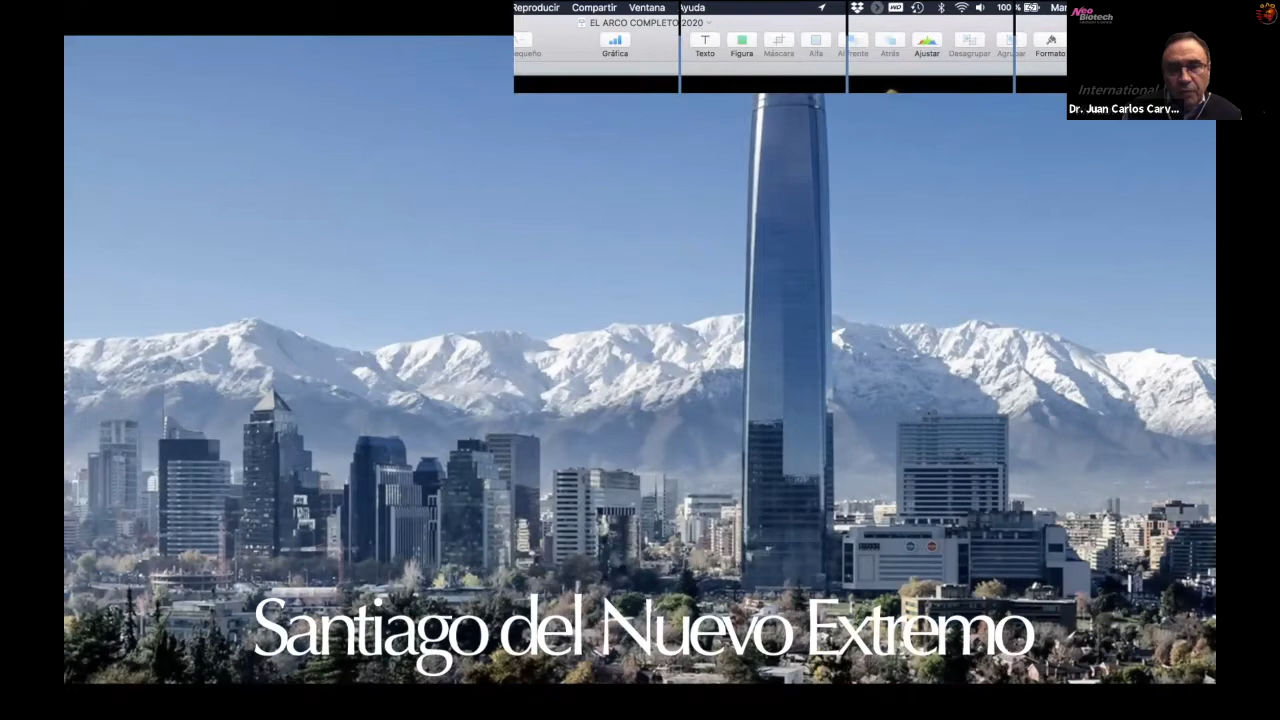 Reproducir Compartir Ventana Ayuda 100 %
EL ARCO COMPLETO 2020
Gráfica Texto Figura Máscara Alfa Atrás Ajustar Desagrupar Formato
Neo Biotech
International
Dr. Juan Carlos Carv...
Santiago del Nuevo Extremo